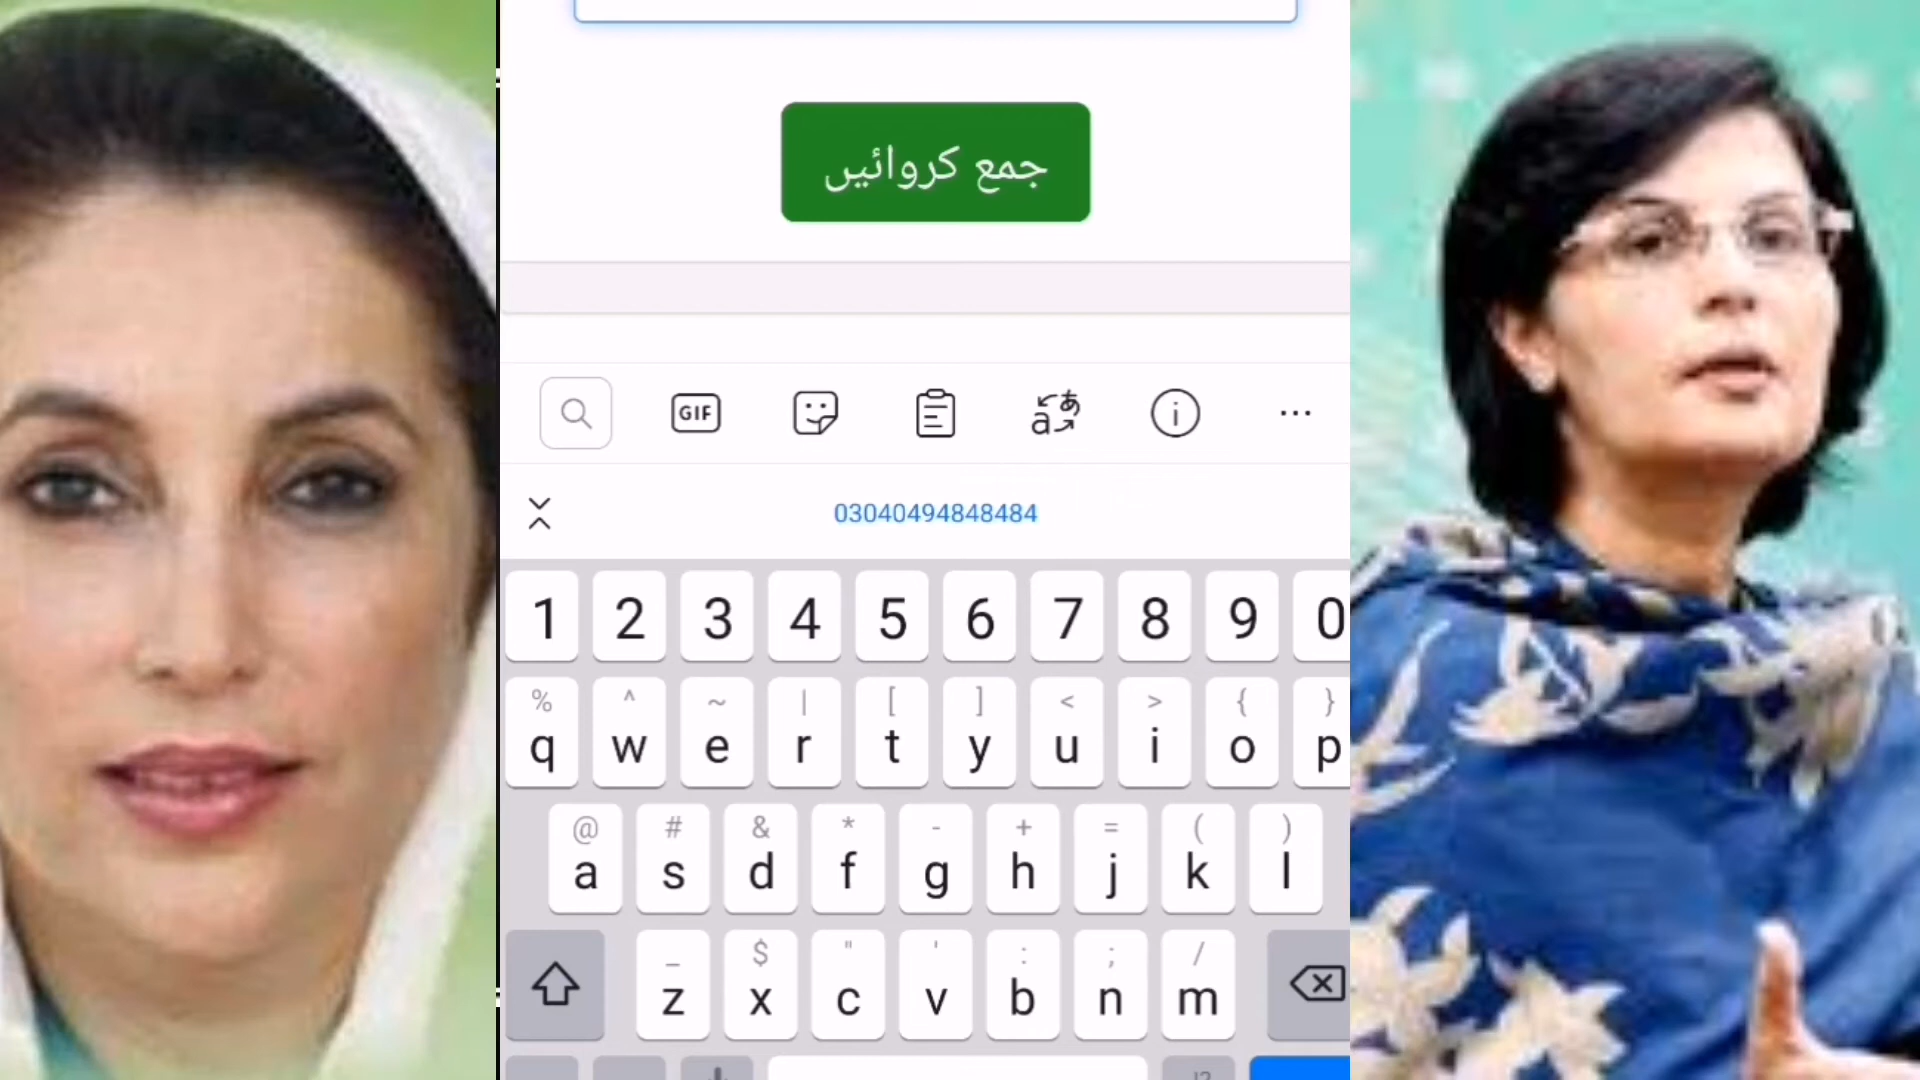 جمع کروائیں
GIF
03040494848484
1 2 3 4 5 6 7 8 9 0
% ^ ~ | [ ] < > { }
q w e r t y u i o p
@ # & * - + = ( )
a s d f g h j k l
_ $ " ' : ; /
z x c v b n m
!?